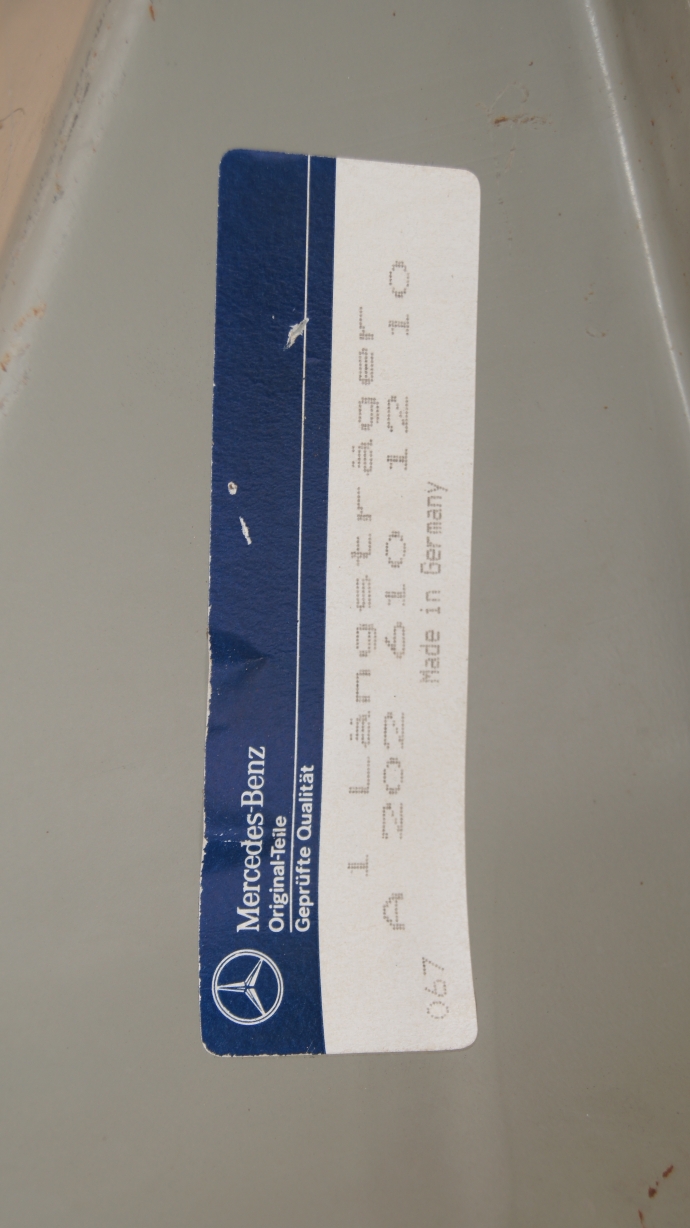 Mercedes-Benz
Original-Teile
Geprüfte Qualität
1 Längsträger
A 202 610 12 10
067 Made in Germany